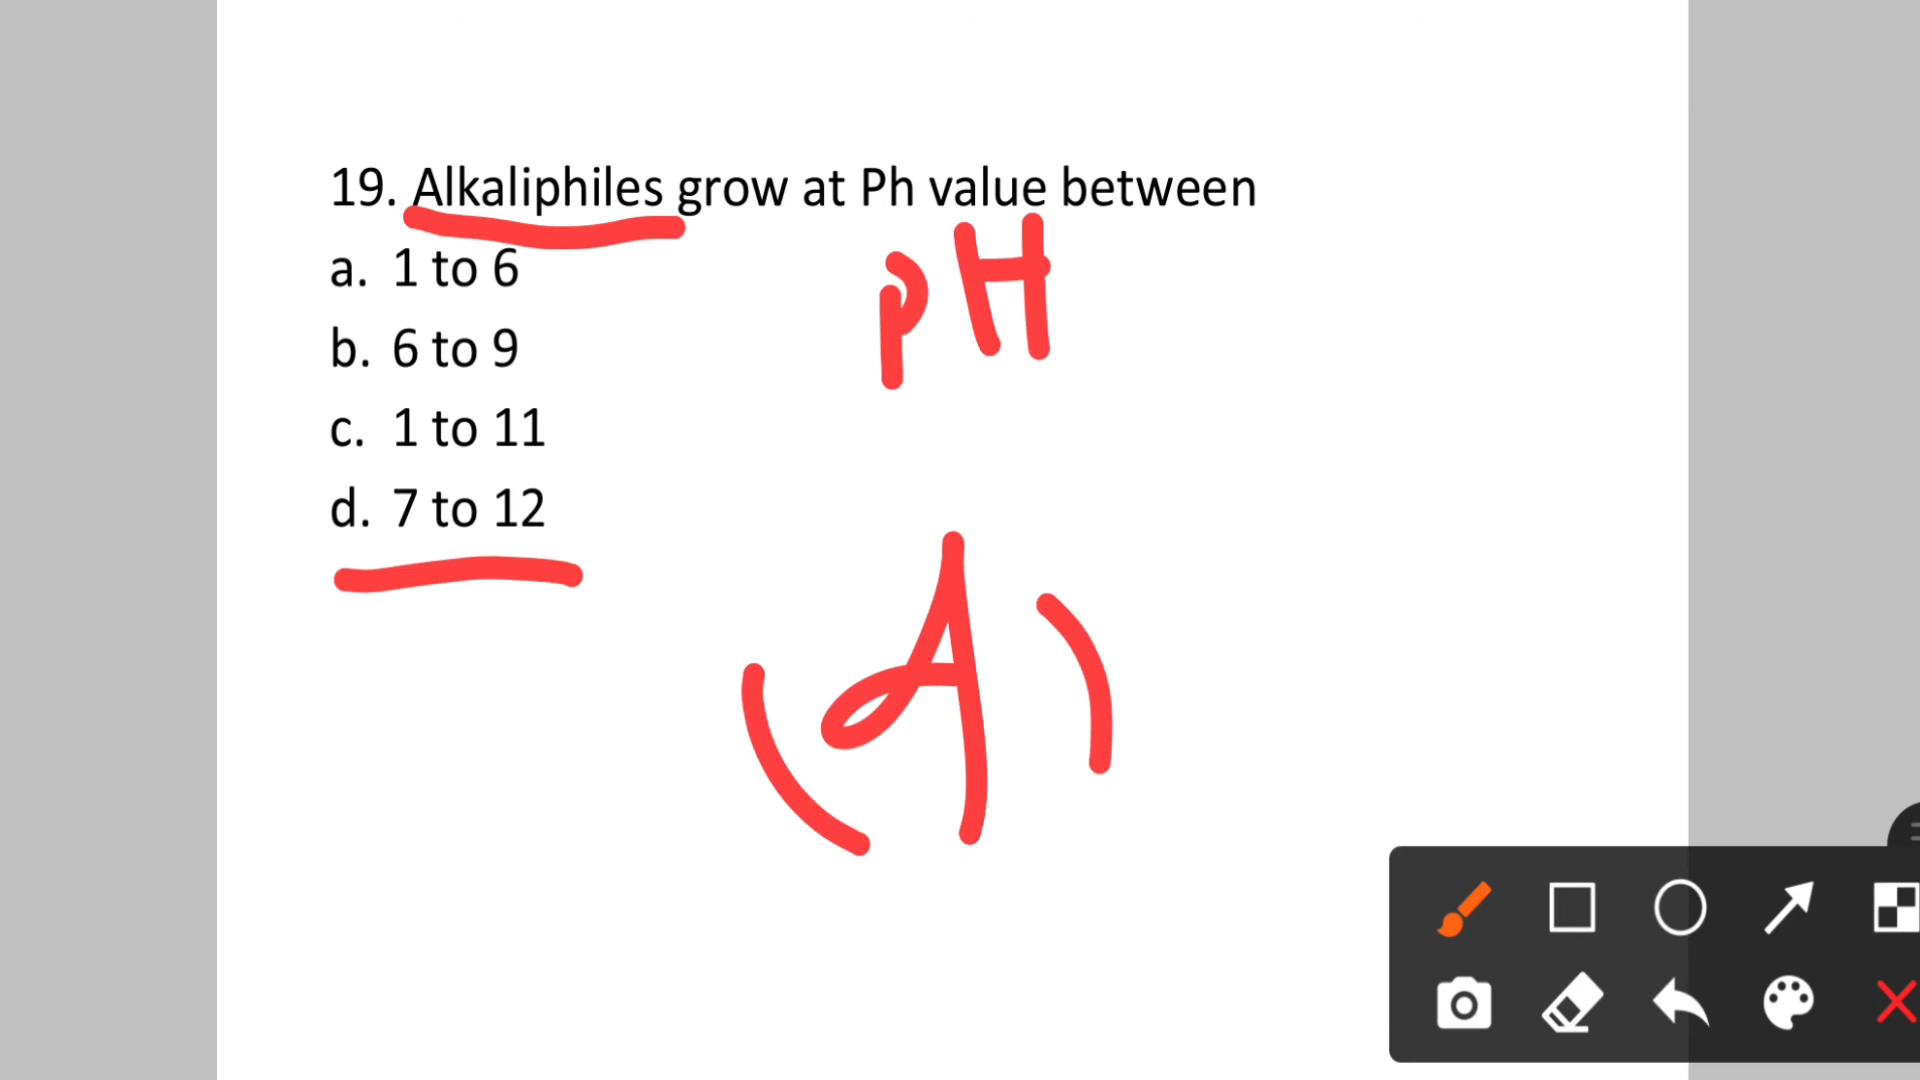 19. Alkaliphiles grow at Ph value between
a. 1 to 6
pH
b. 6 to 9
c. 1 to 11
d. 7 to 12
(A)